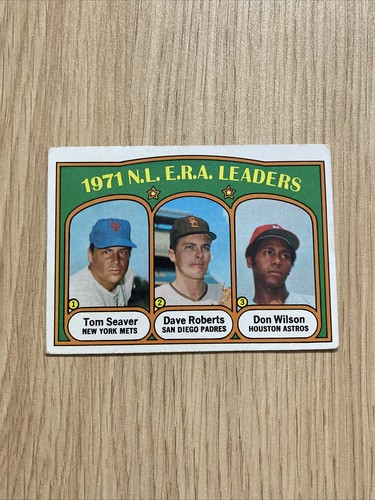 1971 N.L. E.R.A. LEADERS
1
Tom Seaver
NEW YORK METS
2
Dave Roberts
SAN DIEGO PADRES
3
Don Wilson
HOUSTON ASTROS